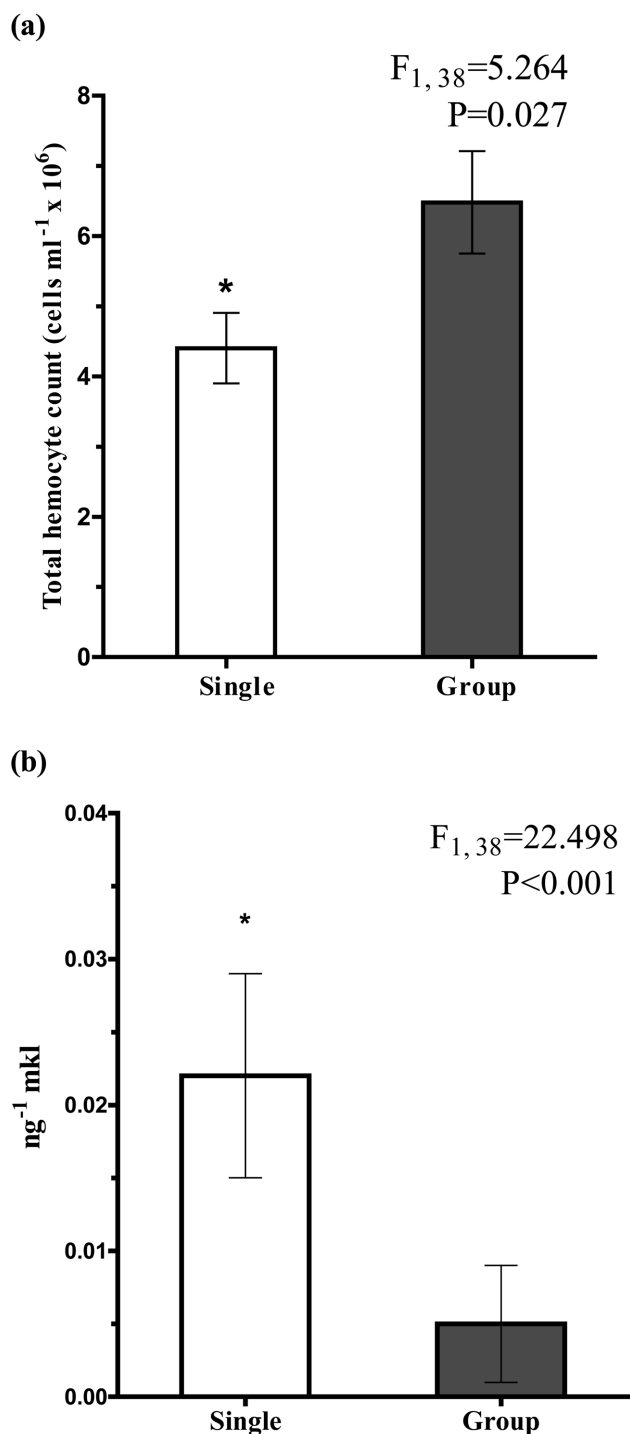 (a)
F1, 38=5.264
P=0.027
Total hemocyte count (cells ml-1 x 106)
8
6
4
2
0
Single Group
(b)
F1, 38=22.498
P<0.001
ng-1 mkl
0.04
0.03
0.02
0.01
0.00
*
*
Single Group